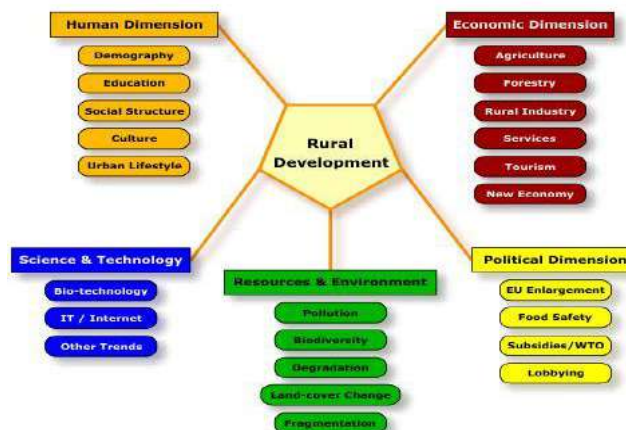 Human Dimension
Demography
Education
Social Structure
Culture
Urban Lifestyle
Economic Dimension
Agriculture
Forestry
Rural Industry
Services
Tourism
New Economy
Rural
Development
Science & Technology
Bio-technology
IT / Internet
Other Trends
Resources & Environment
Pollution
Biodiversity
Degradation
Land-cover Change
Fragmentation
Political Dimension
EU Enlargement
Food Safety
Subsidies/WTO
Lobbying